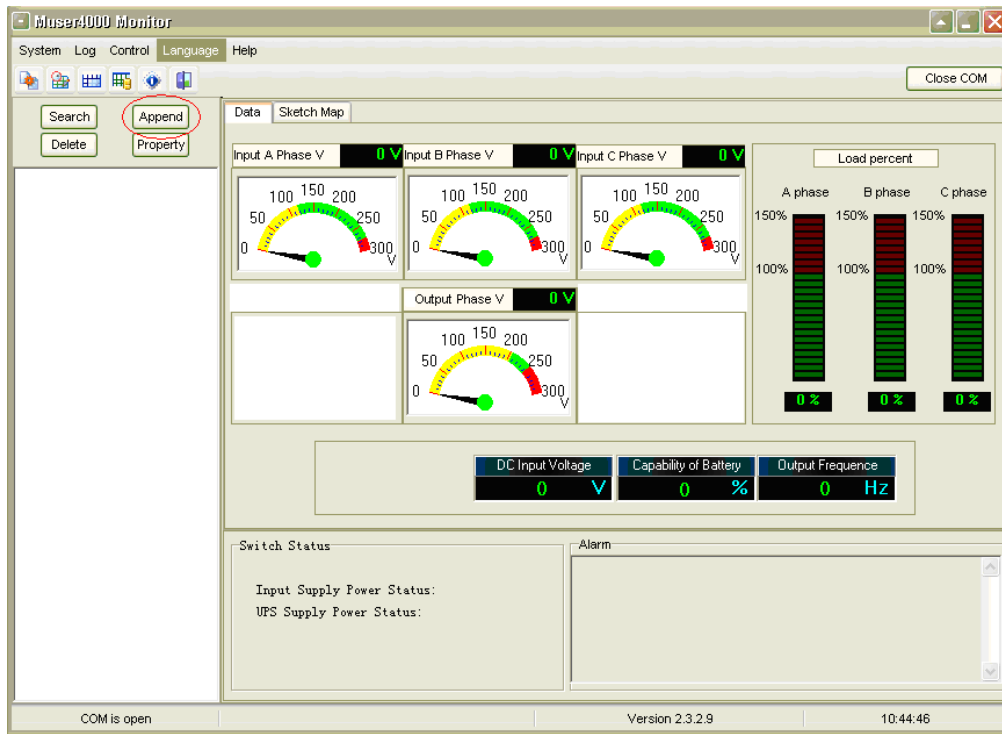 Muser4000 Monitor
System Log Control Language Help
Close COM
Search Append
Delete Property
Data Sketch Map
Input A Phase V 0 V Input B Phase V 0 V Input C Phase V 0 V
Load percent
A phase B phase C phase
0 50 100 150 200 250 300 V
0 50 100 150 200 250 300 V
0 50 100 150 200 250 300 V
150% 150% 150%
100% 100% 100%
0 % 0 % 0 %
Output Phase V 0 V
0 50 100 150 200 250 300 V
DC Input Voltage Capability of Battery Output Frequence
0 V 0 % 0 Hz
Switch Status
Input Supply Power Status:
UPS Supply Power Status:
Alarm
COM is open Version 2.3.2.9 10:44:46